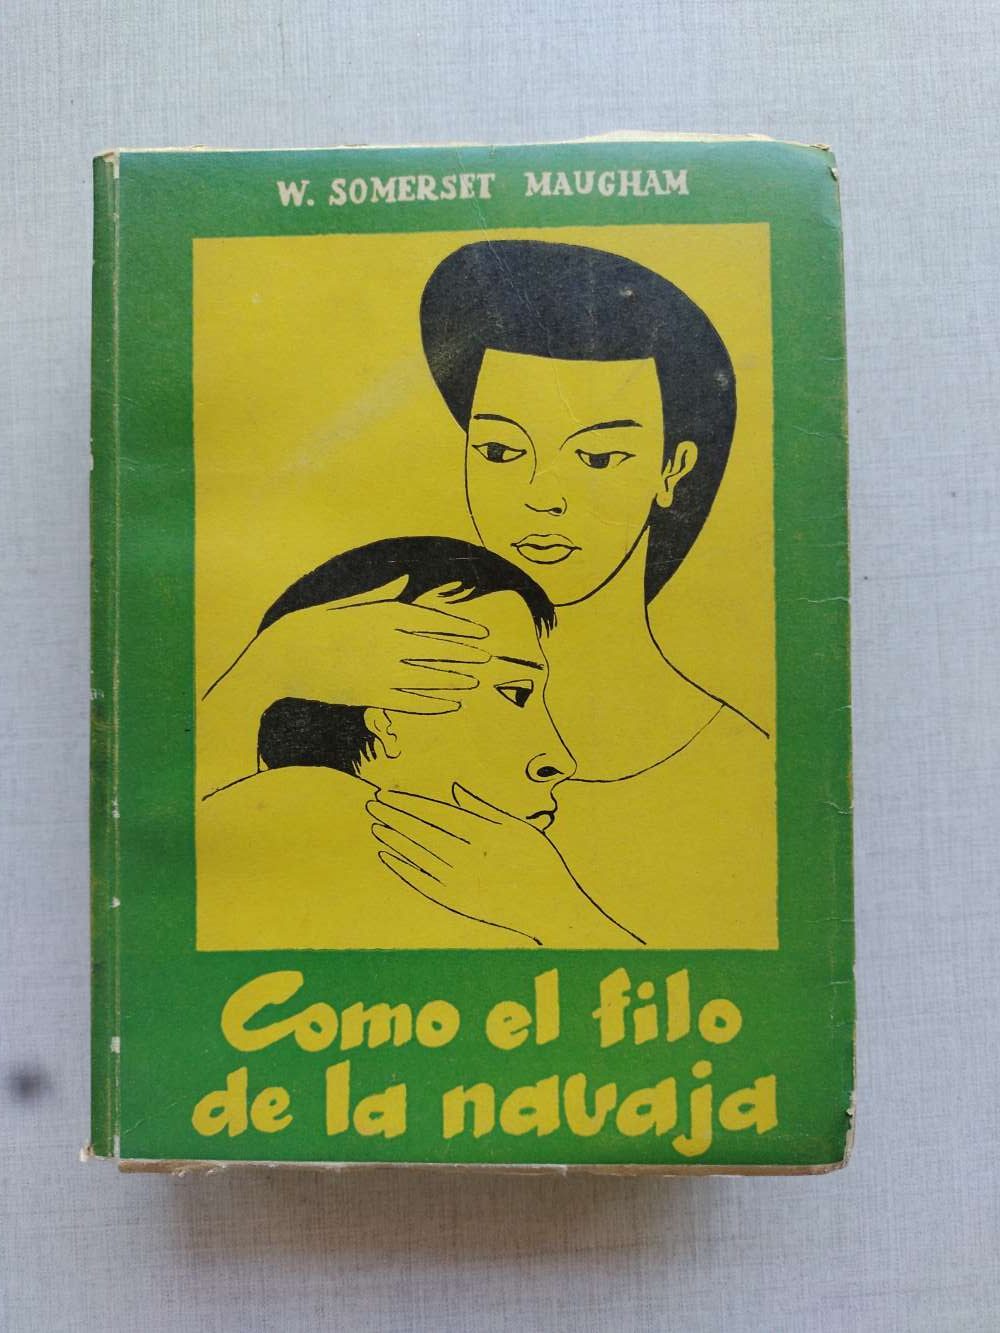 W. SOMERSET MAUGHAM
Como el filo
de la navaja